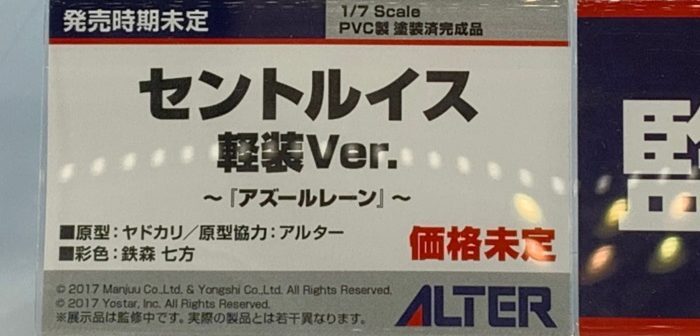 発売時期未定
1/7 Scale
PVC製 塗装済完成品
セントルイス
軽装Ver.
～『アズールレーン』～
■原型：ヤドカリ／原型協力：アルター
■彩色：鉄森 七方
価格未定
© 2017 Manjuu Co.,Ltd. & Yongshi Co.,Ltd. All Rights Reserved.
© 2017 Yostar, Inc. All Rights Reserved.
※展示品は監修中です。実際の製品とは若干異なります。
ALTER
監